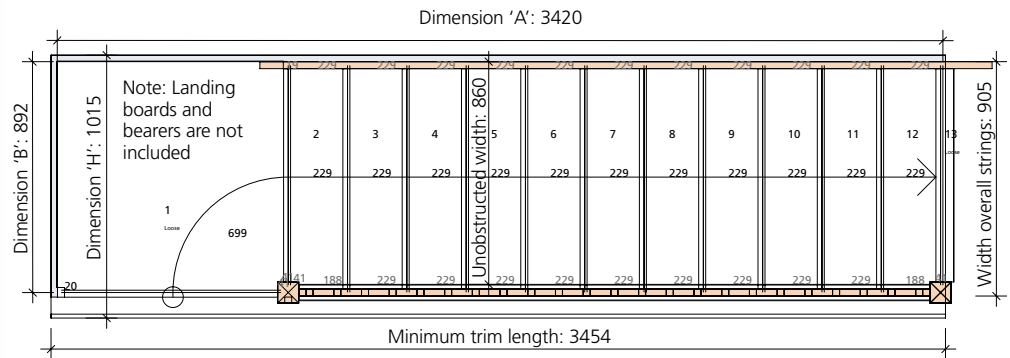 Dimension ‘A’: 3420
Note: Landing
boards and
bearers are not
included
Dimension ‘B’: 892
Dimension ‘H’: 1015
Unobstructed width: 860
Width overall strings: 905
2 3 4 5 6 7 8 9 10 11 12 13
Loose
229 229 229 229 229 229 229 229 229 229 229
1
Loose
699
20
188 229 229 229 229 229 229 229 229 229 188
Minimum trim length: 3454